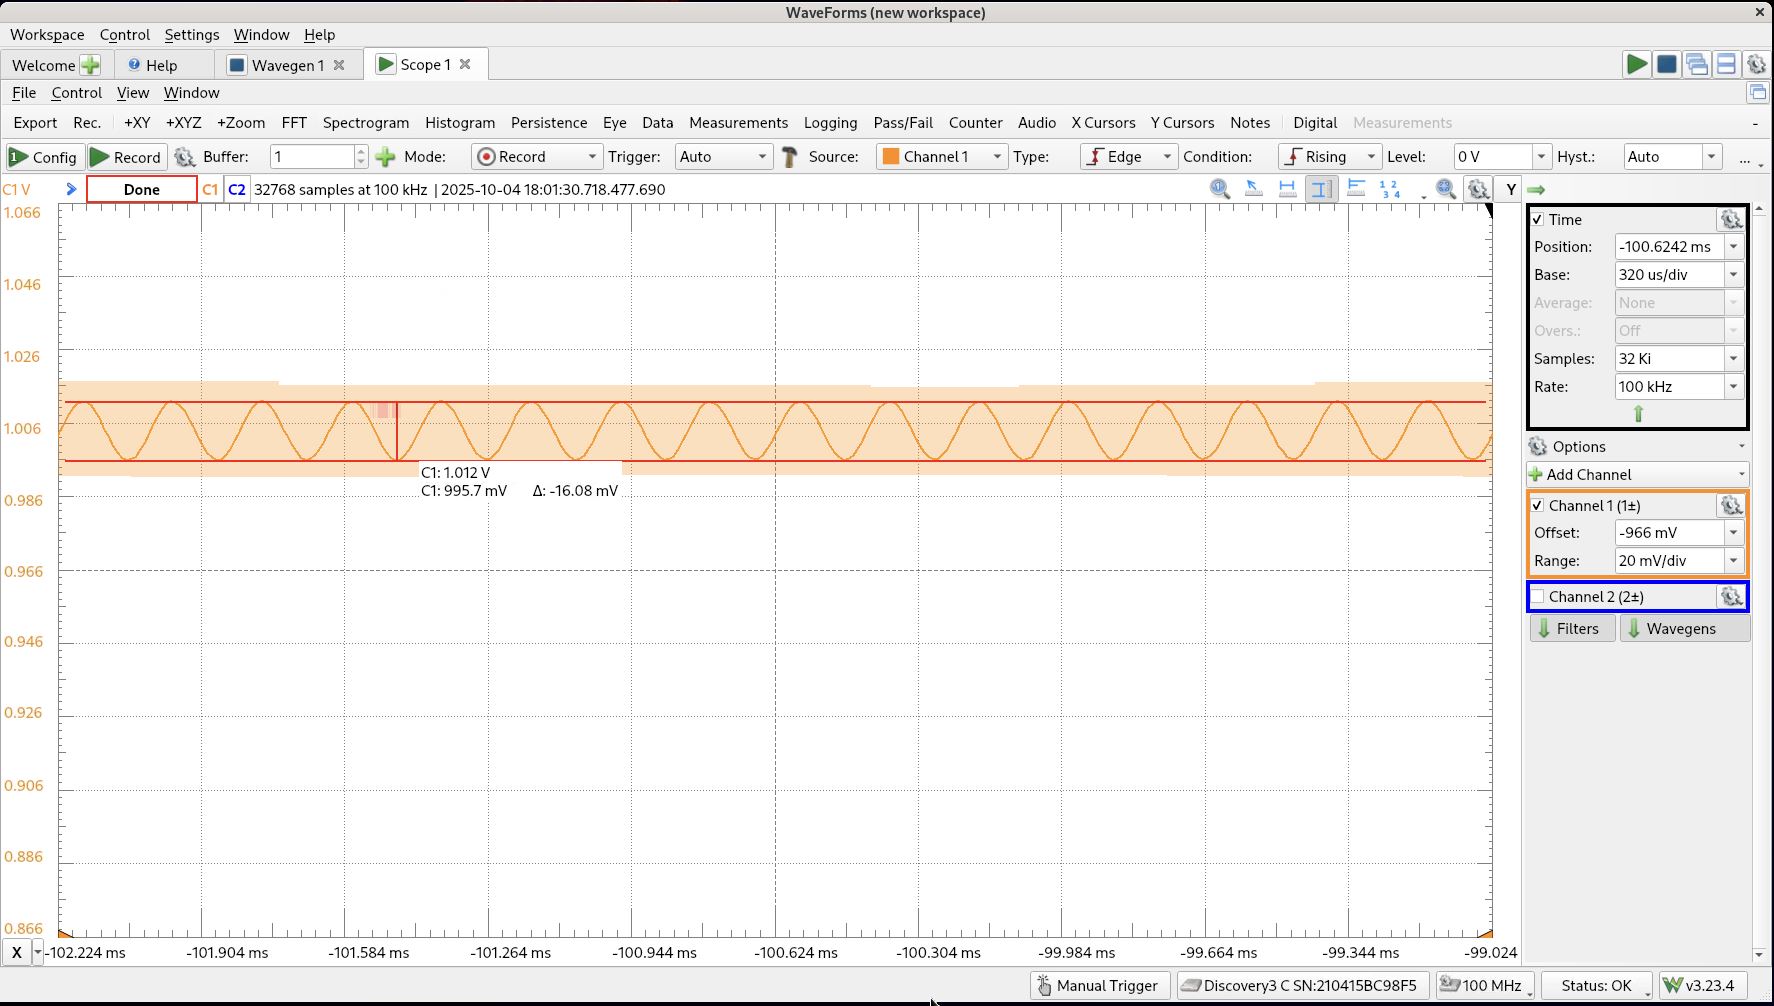 WaveForms (new workspace)
Workspace Control Settings Window Help
Welcome Help Wavegen 1 Scope 1
File Control View Window
Export Rec. +XY +XYZ +Zoom FFT Spectrogram Histogram Persistence Eye Data Measurements Logging Pass/Fail Counter Audio X Cursors Y Cursors Notes Digital Measurements
Config Record Buffer: 1 Mode: Record Trigger: Auto Source: Channel 1 Type: Edge Condition: Rising Level: 0 V Hyst.: Auto ...
C1 V Done C1 C2 32768 samples at 100 kHz | 2025-10-04 18:01:30.718.477.690 Y
1.066
1.046
1.026
1.006
0.986
0.966
0.946
0.926
0.906
0.886
0.866
C1: 1.012 V
C1: 995.7 mV Δ: -16.08 mV
X -102.224 ms -101.904 ms -101.584 ms -101.264 ms -100.944 ms -100.624 ms -100.304 ms -99.984 ms -99.664 ms -99.344 ms -99.024
Time
Position: -100.6242 ms
Base: 320 us/div
Average: None
Overs.: Off
Samples: 32 Ki
Rate: 100 kHz
Options
Add Channel
Channel 1 (1±)
Offset: -966 mV
Range: 20 mV/div
Channel 2 (2±)
Filters Wavegens
Manual Trigger Discovery3 C SN:210415BC98F5 100 MHz Status: OK v3.23.4